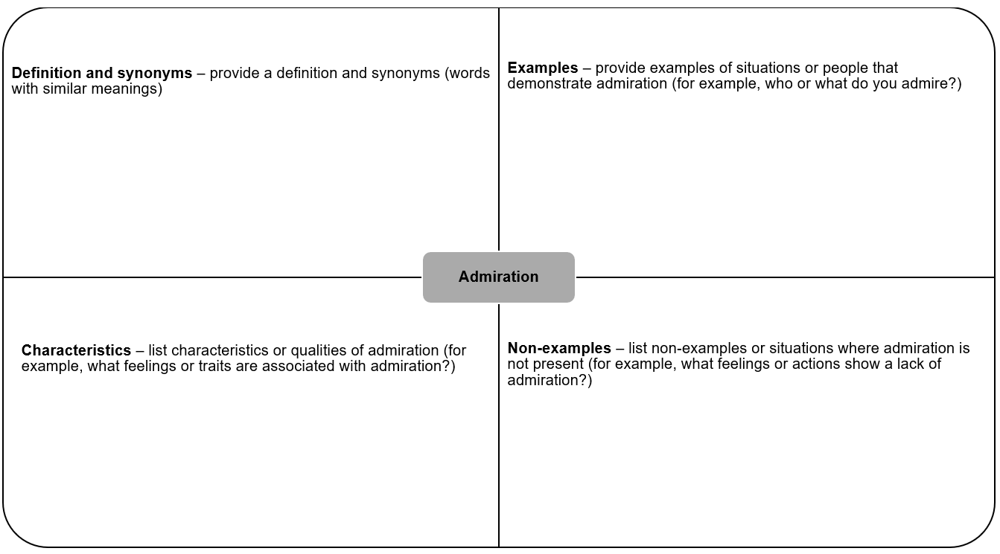 Definition and synonyms – provide a definition and synonyms (words
with similar meanings)
Examples – provide examples of situations or people that
demonstrate admiration (for example, who or what do you admire?)
Admiration
Characteristics – list characteristics or qualities of admiration (for
example, what feelings or traits are associated with admiration?)
Non-examples – list non-examples or situations where admiration is
not present (for example, what feelings or actions show a lack of
admiration?)